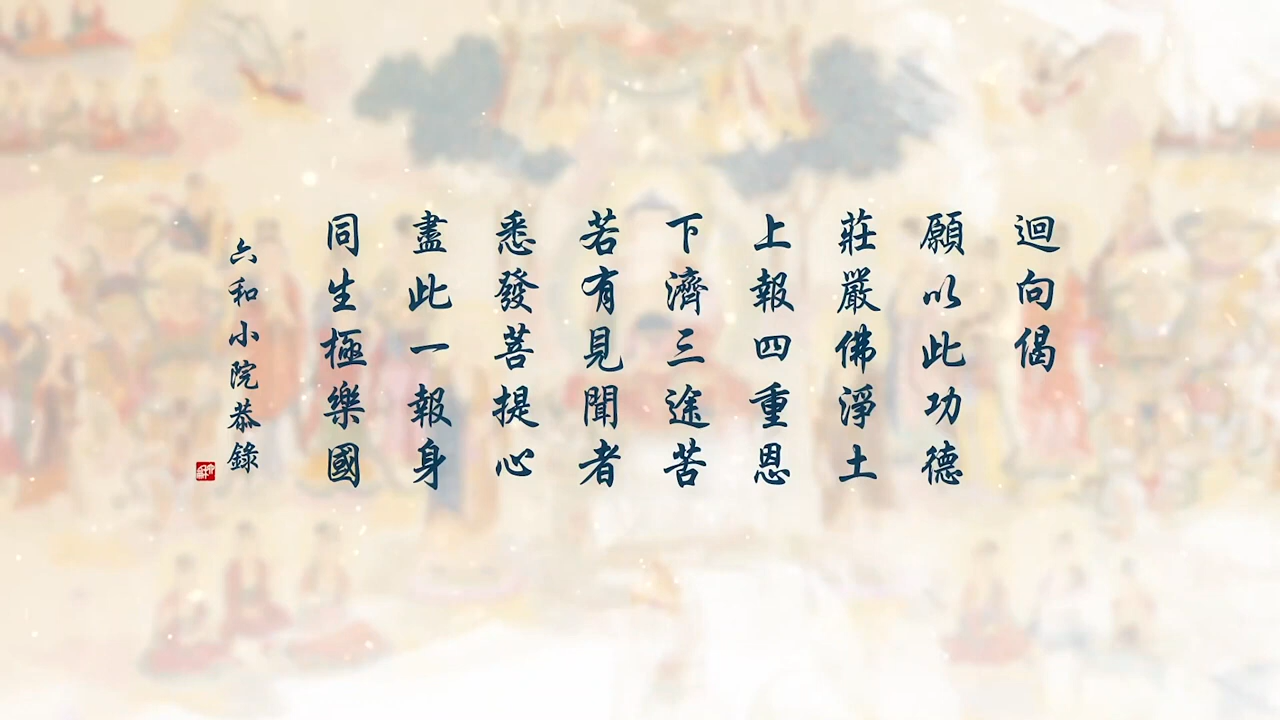 迴向偈
願以此功德
莊嚴佛淨土
上報四重恩
下濟三途苦
若有見聞者
悉發菩提心
盡此一報身
同生極樂國
六和小院恭錄